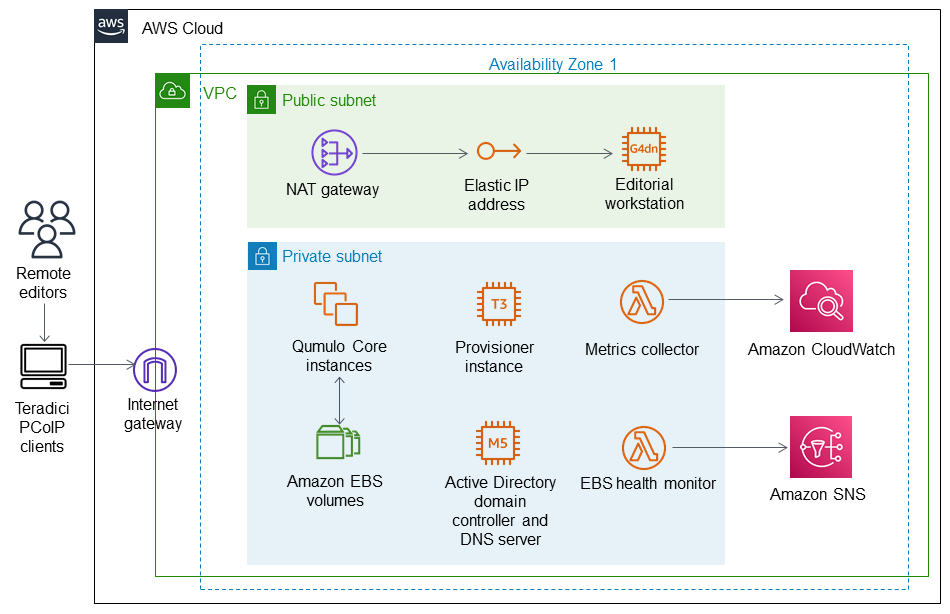 aws
AWS Cloud
Availability Zone 1
VPC
Public subnet
NAT gateway
Elastic IP
address
G4dn
Editorial
workstation
Private subnet
Remote
editors
Teradici
PCoIP
clients
Internet
gateway
Qumulo Core
instances
T3
Provisioner
instance
Metrics collector
Amazon CloudWatch
Amazon EBS
volumes
M5
Active Directory
domain
controller and
DNS server
EBS health monitor
Amazon SNS